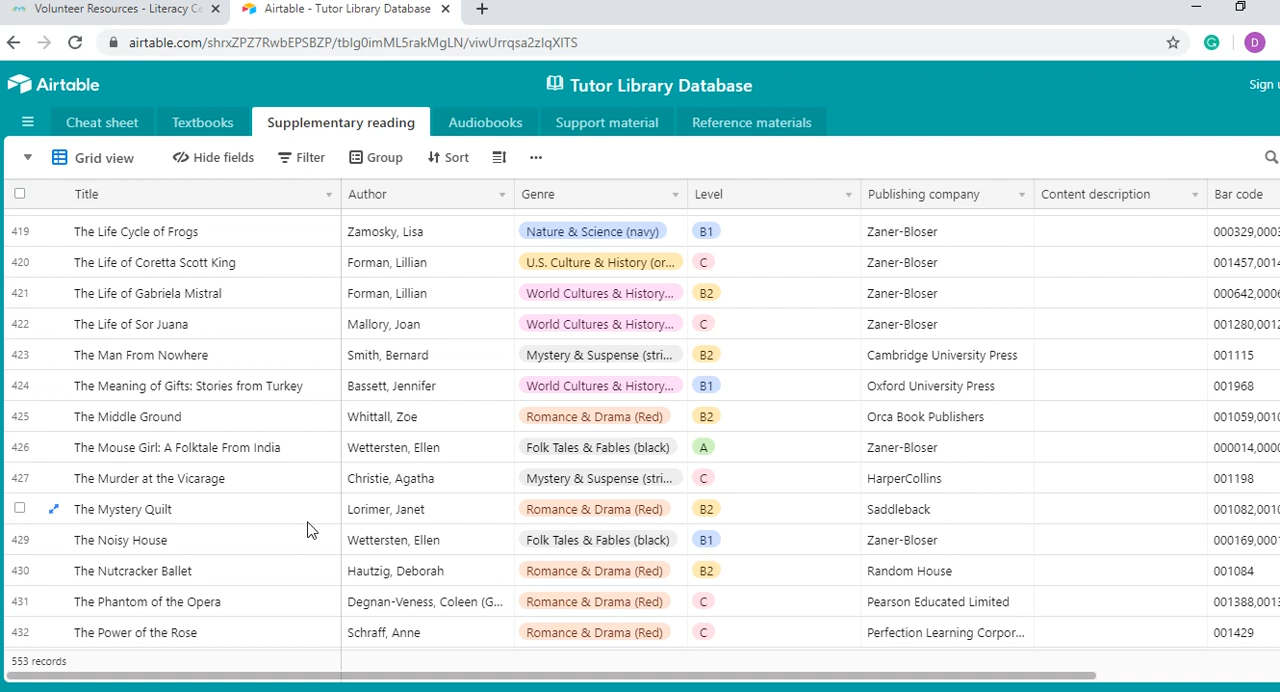 Volunteer Resources - Literacy Ce
Airtable - Tutor Library Database
airtable.com/shrxZPZ7RwbEPSBZP/tblg0imML5rakMgLN/viwUrrqsa2zlqXITS
D
Airtable
Tutor Library Database
Sign u
Cheat sheet Textbooks Supplementary reading Audiobooks Support material Reference materials
Grid view Hide fields Filter Group Sort
Title Author Genre Level Publishing company Content description Bar code
419 The Life Cycle of Frogs Zamosky, Lisa Nature & Science (navy) B1 Zaner-Bloser 000329,000:
420 The Life of Coretta Scott King Forman, Lillian U.S. Culture & History (or... C Zaner-Bloser 001457,001
421 The Life of Gabriela Mistral Forman, Lillian World Cultures & History... B2 Zaner-Bloser 000642,000
422 The Life of Sor Juana Mallory, Joan World Cultures & History... C Zaner-Bloser 001280,001
423 The Man From Nowhere Smith, Bernard Mystery & Suspense (stri... B2 Cambridge University Press 001115
424 The Meaning of Gifts: Stories from Turkey Bassett, Jennifer World Cultures & History... B1 Oxford University Press 001968
425 The Middle Ground Whittall, Zoe Romance & Drama (Red) B2 Orca Book Publishers 001059,001
426 The Mouse Girl: A Folktale From India Wettersten, Ellen Folk Tales & Fables (black) A Zaner-Bloser 000014,000
427 The Murder at the Vicarage Christie, Agatha Mystery & Suspense (stri... C HarperCollins 001198
The Mystery Quilt Lorimer, Janet Romance & Drama (Red) B2 Saddleback 001082,001
429 The Noisy House Wettersten, Ellen Folk Tales & Fables (black) B1 Zaner-Bloser 000169,000
430 The Nutcracker Ballet Hautzig, Deborah Romance & Drama (Red) B2 Random House 001084
431 The Phantom of the Opera Degnan-Veness, Coleen (G... Romance & Drama (Red) C Pearson Educated Limited 001388,001
432 The Power of the Rose Schraff, Anne Romance & Drama (Red) C Perfection Learning Corpor... 001429
553 records